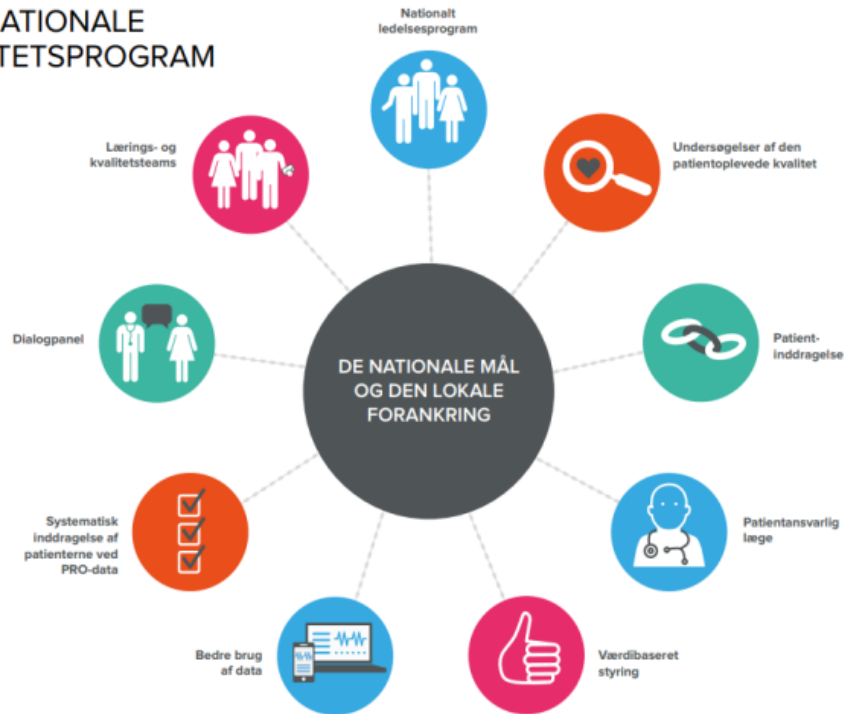 ATIONALE
TETSPROGRAM
Nationalt
ledelsesprogram
Undersøgelser af den
patientoplevede kvalitet
Patient-
inddragelse
Patientansvarlig
læge
Værdibaseret
styring
Bedre brug
af data
Systematisk
inddragelse af
patienterne ved
PRO-data
Dialogpanel
Lærings- og
kvalitetsteams
DE NATIONALE MÅL
OG DEN LOKALE
FORANKRING